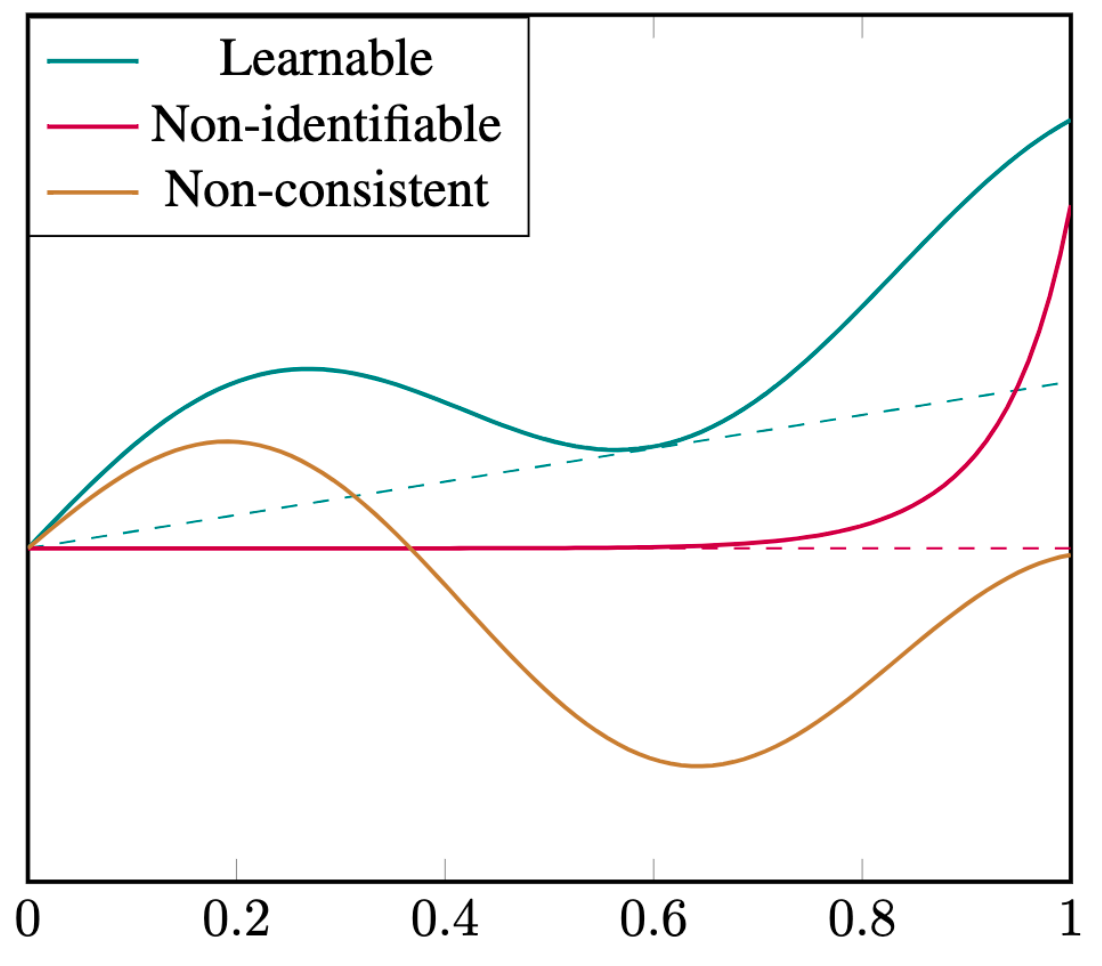 Learnable
Non-identifiable
Non-consistent
0 0.2 0.4 0.6 0.8 1